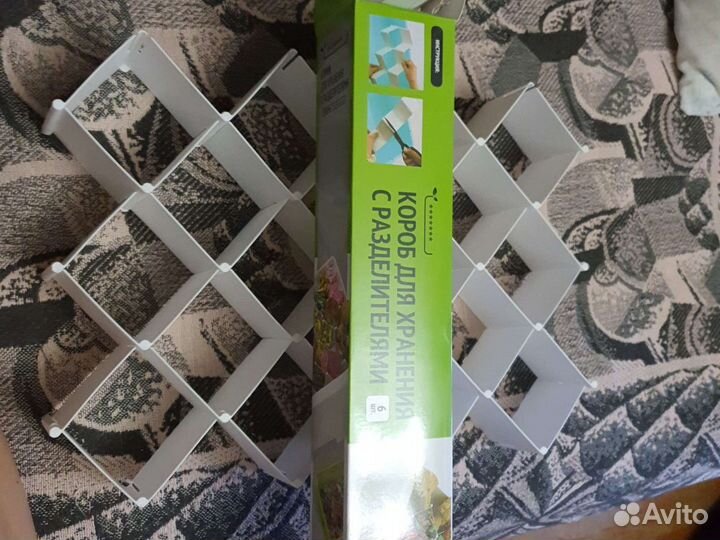 ИНСТРУКЦИЯ:
КОРОБ ДЛЯ ХРАНЕНИЯ
С РАЗДЕЛИТЕЛЯМИ
6
шт.
Avito